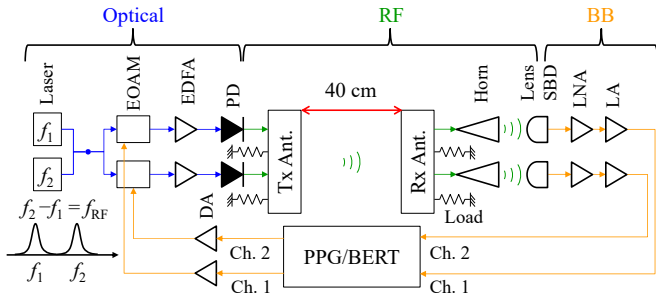 Optical
RF
BB
Laser
EOAM
EDFA
PD
40 cm
Horn
Lens
SBD
LNA
LA
f1
f2
Tx Ant.
Rx Ant.
DA
Load
f2−f1 = fRF
f1
f2
Ch. 2
Ch. 1
PPG/BERT
Ch. 2
Ch. 1